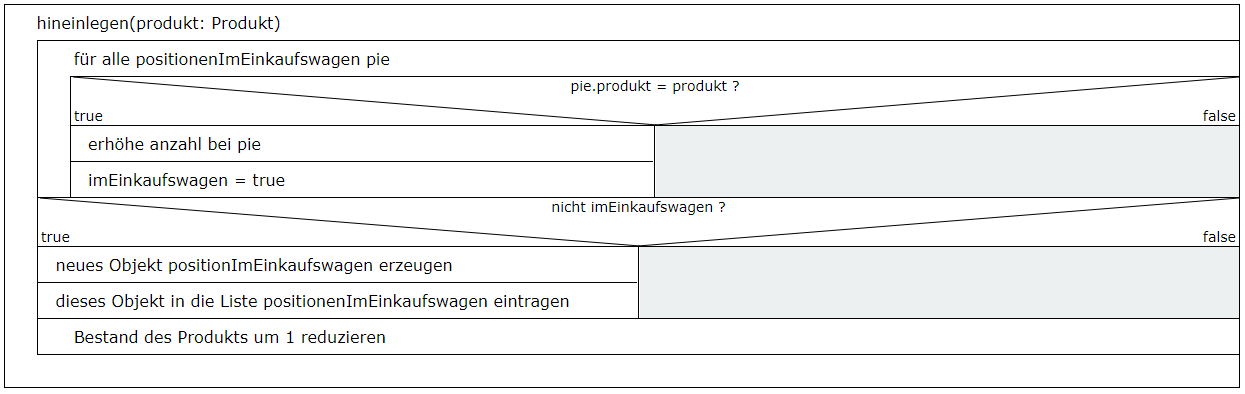 hineinlegen(produkt: Produkt)
für alle positionenImEinkaufswagen pie
pie.produkt = produkt ?
true
false
erhöhe anzahl bei pie
imEinkaufswagen = true
nicht imEinkaufswagen ?
true
false
neues Objekt positionImEinkaufswagen erzeugen
dieses Objekt in die Liste positionenImEinkaufswagen eintragen
Bestand des Produkts um 1 reduzieren